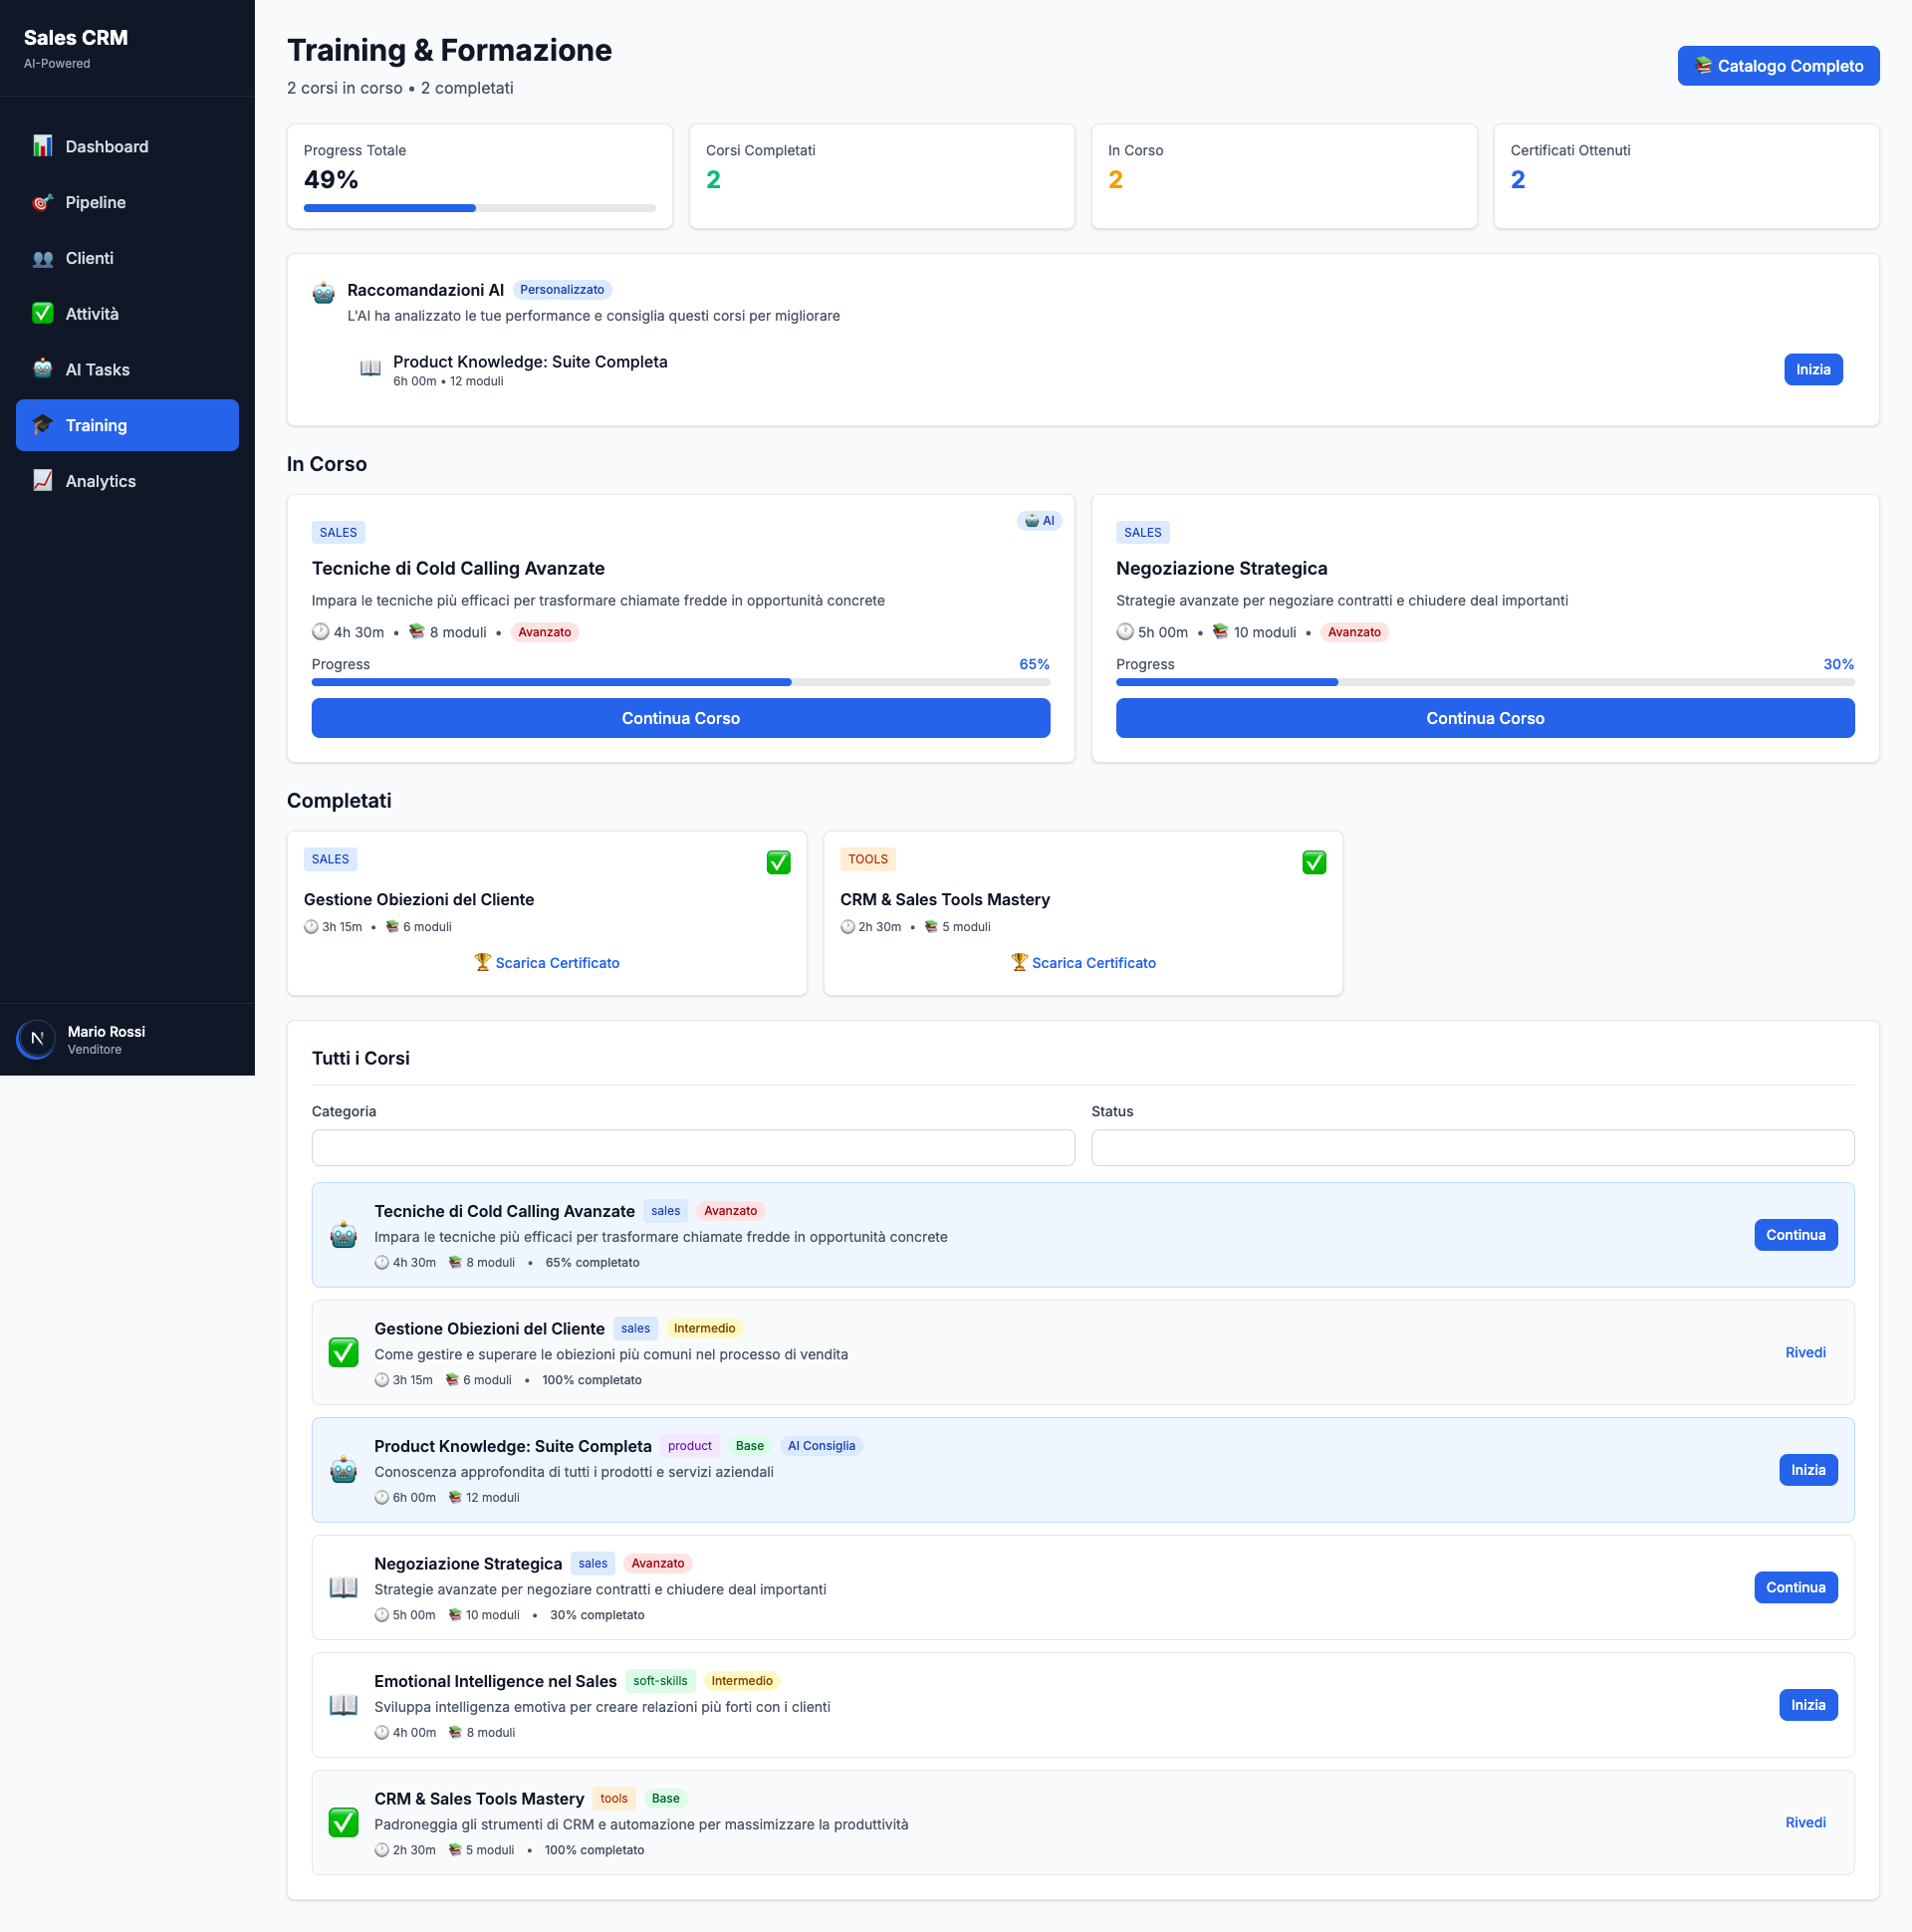 Sales CRM
AI-Powered
Dashboard
Pipeline
Clienti
Attività
AI Tasks
Training
Analytics
N
Mario Rossi
Venditore
Training & Formazione
2 corsi in corso • 2 completati
Catalogo Completo
Progress Totale
49%
Corsi Completati
2
In Corso
2
Certificati Ottenuti
2
Raccomandazioni AI Personalizzato
L'AI ha analizzato le tue performance e consiglia questi corsi per migliorare
Product Knowledge: Suite Completa
6h 00m • 12 moduli
Inizia
In Corso
SALES
AI
Tecniche di Cold Calling Avanzate
Impara le tecniche più efficaci per trasformare chiamate fredde in opportunità concrete
4h 30m • 8 moduli • Avanzato
Progress 65%
Continua Corso
SALES
Negoziazione Strategica
Strategie avanzate per negoziare contratti e chiudere deal importanti
5h 00m • 10 moduli • Avanzato
Progress 30%
Continua Corso
Completati
SALES
Gestione Obiezioni del Cliente
3h 15m • 6 moduli
Scarica Certificato
TOOLS
CRM & Sales Tools Mastery
2h 30m • 5 moduli
Scarica Certificato
Tutti i Corsi
Categoria
Status
Tecniche di Cold Calling Avanzate sales Avanzato
Impara le tecniche più efficaci per trasformare chiamate fredde in opportunità concrete
4h 30m 8 moduli • 65% completato
Continua
Gestione Obiezioni del Cliente sales Intermedio
Come gestire e superare le obiezioni più comuni nel processo di vendita
3h 15m 6 moduli • 100% completato
Rivedi
Product Knowledge: Suite Completa product Base AI Consiglia
Conoscenza approfondita di tutti i prodotti e servizi aziendali
6h 00m 12 moduli
Inizia
Negoziazione Strategica sales Avanzato
Strategie avanzate per negoziare contratti e chiudere deal importanti
5h 00m 10 moduli • 30% completato
Continua
Emotional Intelligence nel Sales soft-skills Intermedio
Sviluppa intelligenza emotiva per creare relazioni più forti con i clienti
4h 00m 8 moduli
Inizia
CRM & Sales Tools Mastery tools Base
Padroneggia gli strumenti di CRM e automazione per massimizzare la produttività
2h 30m 5 moduli • 100% completato
Rivedi